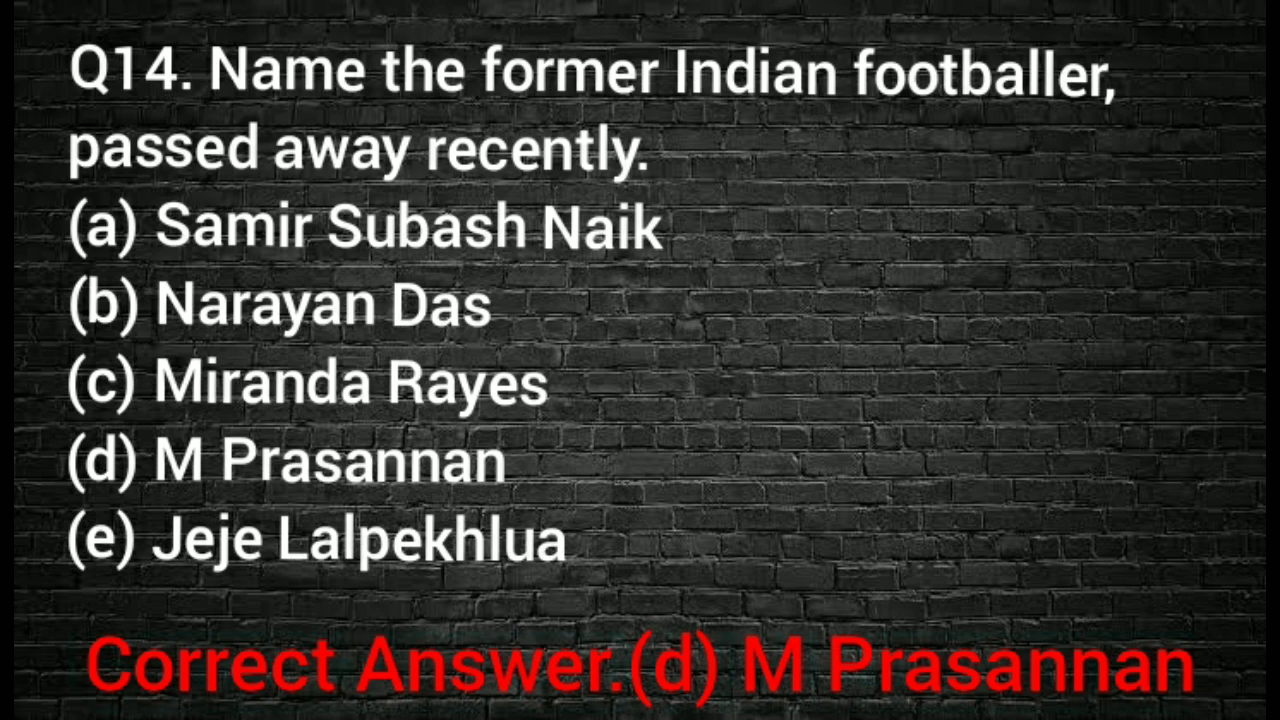 Q14. Name the former Indian footballer,
passed away recently.
(a) Samir Subash Naik
(b) Narayan Das
(c) Miranda Rayes
(d) M Prasannan
(e) Jeje Lalpekhlua
Correct Answer.(d) M Prasannan